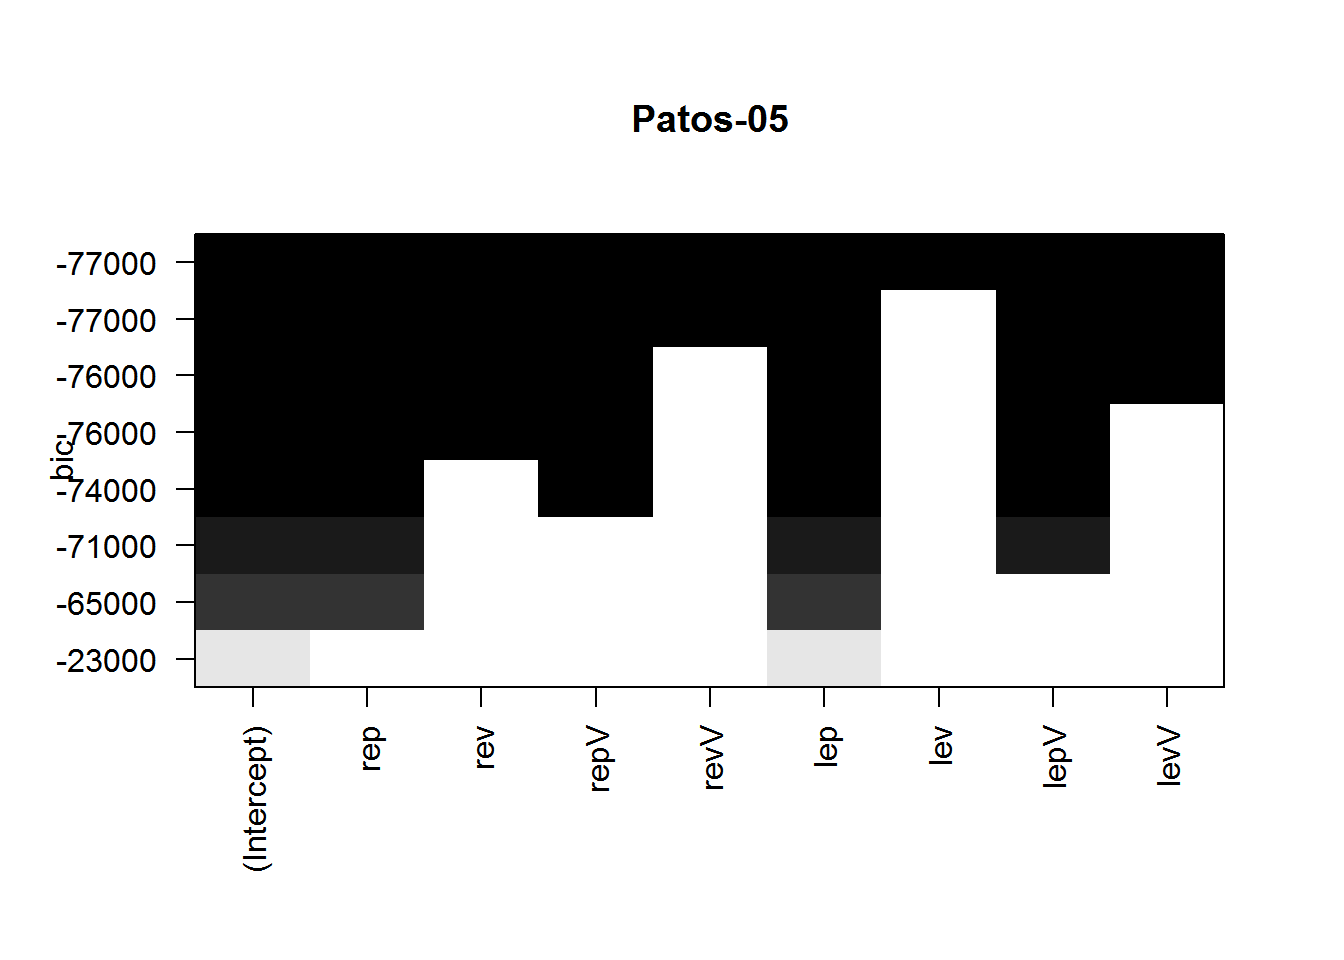 Patos-05
-77000
-77000
-76000
-76000
-74000
-71000
-65000
-23000
bic
(Intercept)
rep
rev
repV
revV
lep
lev
lepV
levV